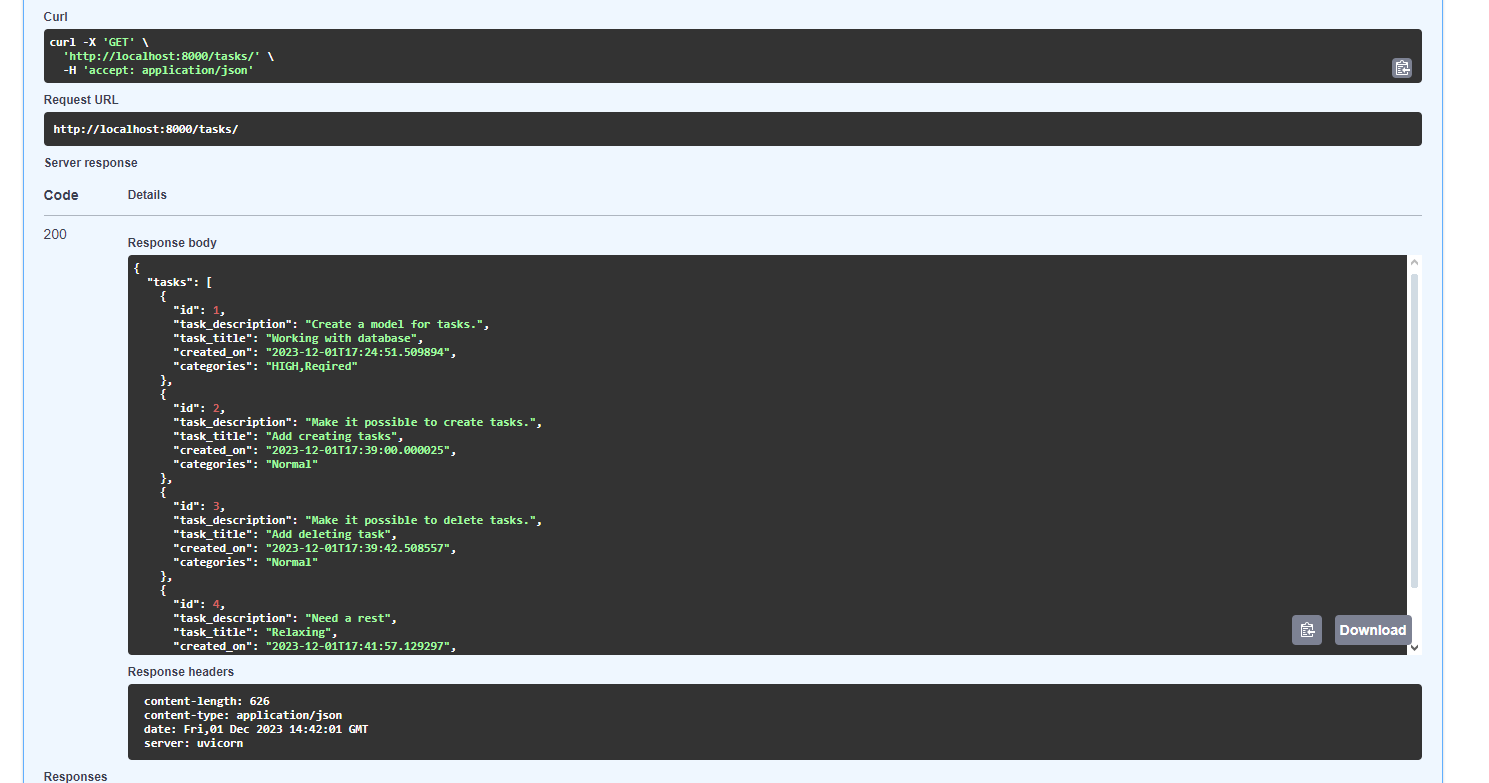 Curl
curl -X 'GET' \
  'http://localhost:8000/tasks/' \
  -H 'accept: application/json'
Request URL
http://localhost:8000/tasks/
Server response
Code Details
200
Response body
{
  "tasks": [
    {
      "id": 1,
      "task_description": "Create a model for tasks.",
      "task_title": "Working with database",
      "created_on": "2023-12-01T17:24:51.509894",
      "categories": "HIGH,Reqired"
    },
    {
      "id": 2,
      "task_description": "Make it possible to create tasks.",
      "task_title": "Add creating tasks",
      "created_on": "2023-12-01T17:39:00.000025",
      "categories": "Normal"
    },
    {
      "id": 3,
      "task_description": "Make it possible to delete tasks.",
      "task_title": "Add deleting task",
      "created_on": "2023-12-01T17:39:42.508557",
      "categories": "Normal"
    },
    {
      "id": 4,
      "task_description": "Need a rest",
      "task_title": "Relaxing",
      "created_on": "2023-12-01T17:41:57.129297",
Download
Response headers
content-length: 626
content-type: application/json
date: Fri,01 Dec 2023 14:42:01 GMT
server: uvicorn
Responses